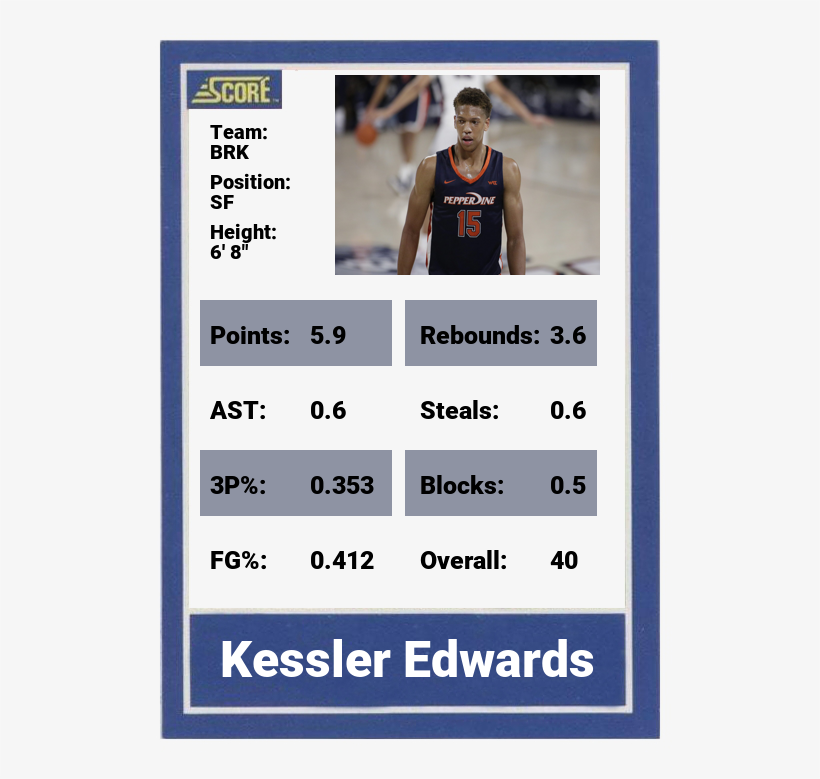 SCORE
Team:
BRK
Position:
SF
Height:
6' 8"
PEPPERDINE
15
Points: 5.9 Rebounds: 3.6
AST: 0.6 Steals: 0.6
3P%: 0.353 Blocks: 0.5
FG%: 0.412 Overall: 40
Kessler Edwards